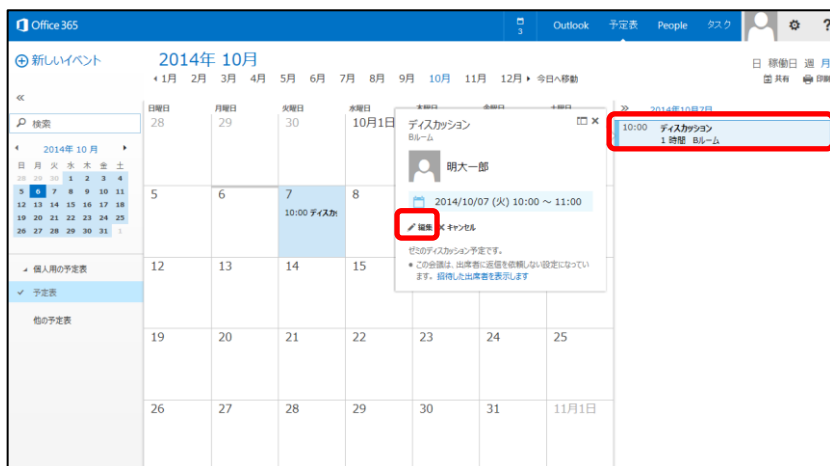 Office 365
3
Outlook 予定表 People タスク ?
新しいイベント
2014年 10月
1月 2月 3月 4月 5月 6月 7月 8月 9月 10月 11月 12月 今日へ移動
日 稼働日 週 月
共有 印刷
«
検索
2014年 10 月
日 月 火 水 木 金 土
28 29 30 1 2 3 4
5 6 7 8 9 10 11
12 13 14 15 16 17 18
19 20 21 22 23 24 25
26 27 28 29 30 31 1
個人用の予定表
予定表
他の予定表
日曜日 月曜日 火曜日 水曜日 木曜日 金曜日 土曜日
28 29 30 10月1日
5 6 7 8
10:00 ディスカッ
12 13 14 15
19 20 21 22 23 24 25
26 27 28 29 30 31 11月1日
ディスカッション
Bルーム
明大一郎
2014/10/07 (火) 10:00 ～ 11:00
編集 キャンセル
ゼミのディスカッション予定です。
この会議は、出席者に返信を依頼しない設定になってい
ます。招待した出席者を表示します
» 2014年10月7日
10:00 ディスカッション
1 時間 Bルーム